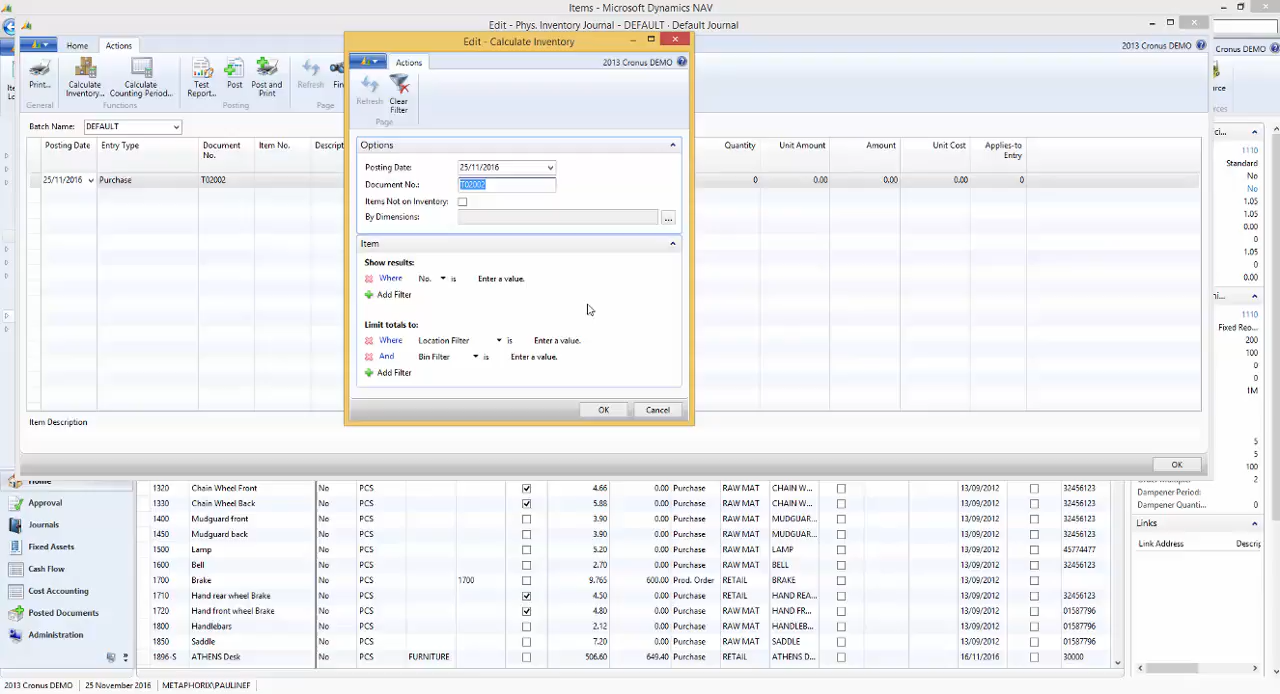 Items - Microsoft Dynamics NAV
Edit - Phys. Inventory Journal - DEFAULT · Default Journal
Home
Actions
2013 Cronus DEMO
Cronus DEMO
Print...
Calculate Inventory...
Calculate Counting Period...
Test Report...
Post
Post and Print
Refresh
General
Functions
Posting
Page
Batch Name:
DEFAULT
Posting Date
Entry Type
Document No.
Item No.
Quantity
Unit Amount
Amount
Unit Cost
Applies-to Entry
25/11/2016
Purchase
T02002
0
0.00
0.00
0.00
0
Item Description
OK
Edit - Calculate Inventory
Actions
2013 Cronus DEMO
Refresh
Clear Filter
Page
Options
Posting Date:
25/11/2016
Document No.:
T02002
Items Not on Inventory:
By Dimensions:
...
Item
Show results:
Where No. is Enter a value.
Add Filter
Limit totals to:
Where Location Filter is Enter a value.
And Bin Filter is Enter a value.
Add Filter
OK
Cancel
1110
Standard
No
No
1.05
1.05
0.00
0
1.05
0.00
1110
Fixed Reo...
200
100
0
0
1M
5
5
100
2
Dampener Period:
Dampener Quanti... 0
Links
Link Address
Home
Approval
Journals
Fixed Assets
Cash Flow
Cost Accounting
Posted Documents
Administration
1320 Chain Wheel Front No PCS 4.66 0.00 Purchase RAW MAT CHAIN W... 13/09/2012 32456123
1330 Chain Wheel Back No PCS 5.88 0.00 Purchase RAW MAT CHAIN W... 13/09/2012 32456123
1400 Mudguard front No PCS 3.90 0.00 Purchase RAW MAT MUDGUAR... 13/09/2012 32456123
1450 Mudguard back No PCS 3.90 0.00 Purchase RAW MAT MUDGUAR... 13/09/2012 32456123
1500 Lamp No PCS 5.20 0.00 Purchase RAW MAT LAMP 13/09/2012 45774477
1600 Bell No PCS 2.70 0.00 Purchase RAW MAT BELL 13/09/2012 32456123
1700 Brake No PCS 1700 9.765 600.00 Prod. Order RETAIL BRAKE 13/09/2012
1710 Hand rear wheel Brake No PCS 4.50 0.00 Purchase RETAIL HAND REA... 13/09/2012 32456123
1720 Hand front wheel Brake No PCS 4.80 0.00 Purchase RAW MAT HAND FR... 13/09/2012 01587796
1800 Handlebars No PCS 2.12 0.00 Purchase RAW MAT HANDLEB... 13/09/2012 01587796
1850 Saddle No PCS 7.20 0.00 Purchase RAW MAT SADDLE 13/09/2012 01587796
1896-S ATHENS Desk No PCS FURNITURE 506.60 649.40 Purchase RETAIL ATHENS D... 16/11/2016 30000
2013 Cronus DEMO
25 November 2016
METAPHORIX\PAULINEF